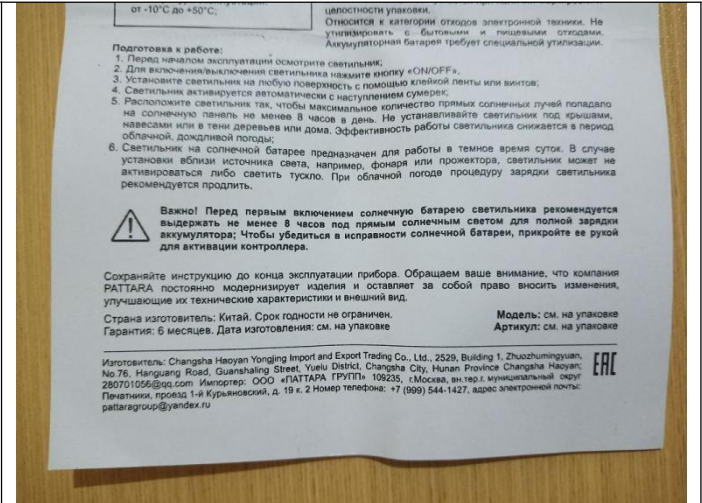 от -10°С до +50°С;
целостности упаковки.
Относится к категории отходов электронной техники. Не
утилизировать с бытовыми и пищевыми отходами.
Аккумуляторная батарея требует специальной утилизации.
Подготовка к работе:
1. Перед началом эксплуатации осмотрите светильник;
2. Для включения/выключения светильника нажмите кнопку «ON/OFF»,
3. Установите светильник на любую поверхность с помощью клейкой ленты или винтов;
4. Светильник активируется автоматически с наступлением сумерек;
5. Расположите светильник так, чтобы максимальное количество прямых солнечных лучей попадало
на солнечную панель не менее 8 часов в день. Не устанавливайте светильник под крышами,
навесами или в тени деревьев или дома. Эффективность работы светильника снижается в период
облачной, дождливой погоды;
6. Светильник на солнечной батарее предназначен для работы в темное время суток. В случае
установки вблизи источника света, например, фонаря или прожектора, светильник может не
активироваться либо светить тускло. При облачной погоде процедуру зарядки светильника
рекомендуется продлить.
Важно! Перед первым включением солнечную батарею светильника рекомендуется
выдержать не менее 8 часов под прямым солнечным светом для полной зарядки
аккумулятора; Чтобы убедиться в исправности солнечной батареи, прикройте ее рукой
для активации контроллера.
Сохраняйте инструкцию до конца эксплуатации прибора. Обращаем ваше внимание, что компания
PATTARA постоянно модернизирует изделия и оставляет за собой право вносить изменения,
улучшающие их технические характеристики и внешний вид.
Страна изготовитель: Китай. Срок годности не ограничен.
Модель: см. на упаковке
Гарантия: 6 месяцев. Дата изготовления: см. на упаковке
Артикул: см. на упаковке
Изготовитель: Changsha Haoyan Yongjing Import and Export Trading Co., Ltd., 2529, Building 1, Zhuozhumingyuan,
No.76, Hanguang Road, Guanshaling Street, Yuelu District, Changsha City, Hunan Province Changsha Haoyan;
280701056@qq.com Импортер: ООО «ПАТТАРА ГРУПП» 109235, г.Москва, вн.тер.г. муниципальный округ
Печатники, проезд 1-й Курьяновский, д. 19 к. 2 Номер телефона: +7 (999) 544-1427, адрес электронной почты:
pattaragroup@yandex.ru
ЕАС